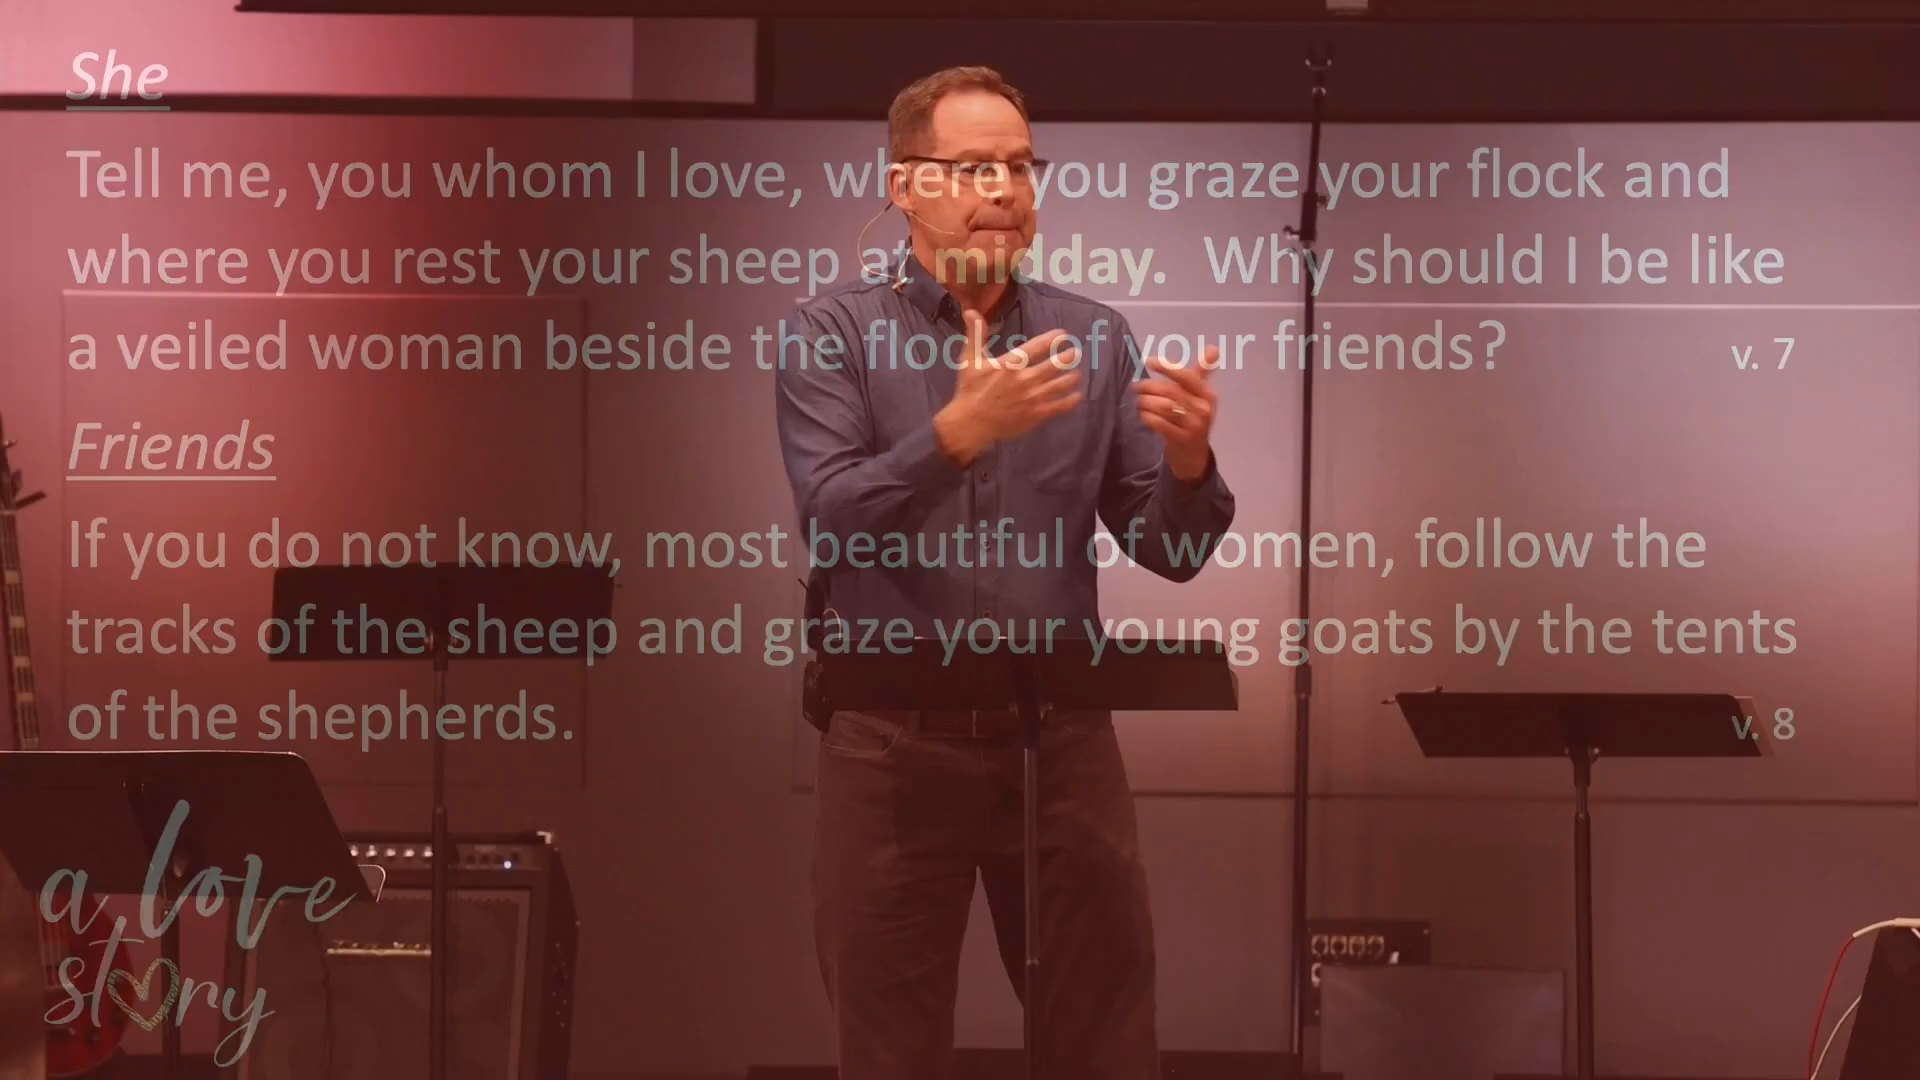 She
Tell me, you whom I love, where you graze your flock and
where you rest your sheep at midday.  Why should I be like
a veiled woman beside the flocks of your friends?
v. 7
Friends
If you do not know, most beautiful of women, follow the
tracks of the sheep and graze your young goats by the tents
of the shepherds.
v. 8
a love
story